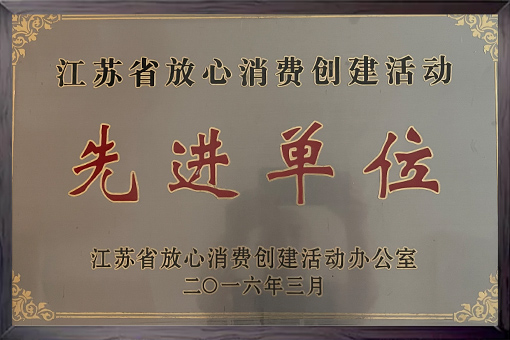 江苏省放心消费创建活动
先进单位
江苏省放心消费创建活动办公室
二〇一六年三月